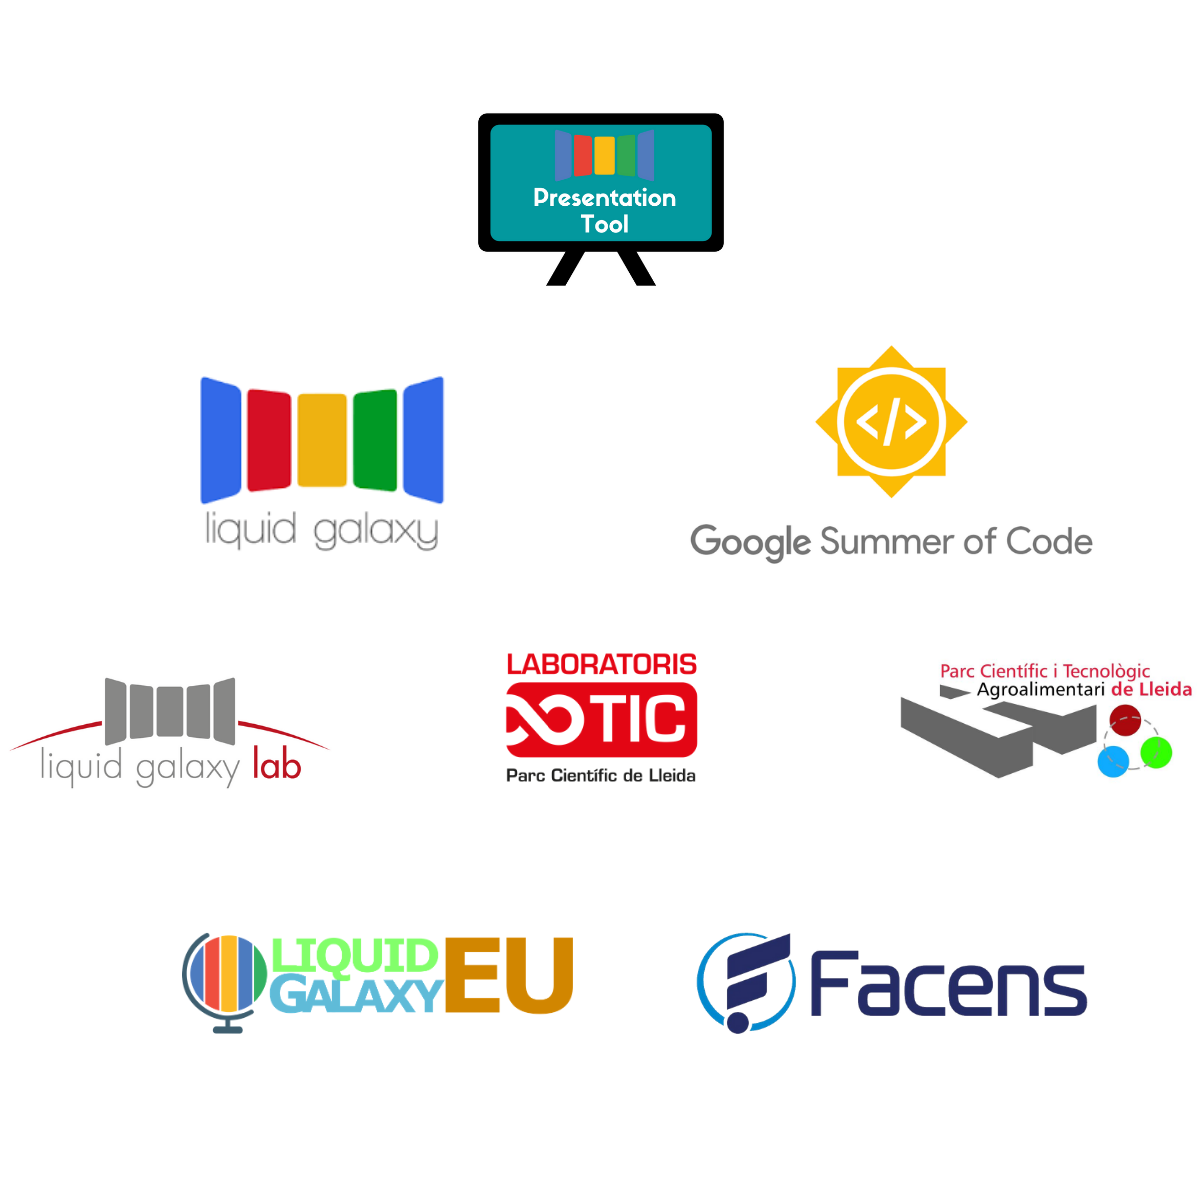 Presentation
Tool
liquid galaxy
</>
Google Summer of Code
liquid galaxy lab
LABORATORIS
TIC
Parc Científic de Lleida
Parc Científic i Tecnològic
Agroalimentari de Lleida
LIQUID
GALAXY EU
Facens